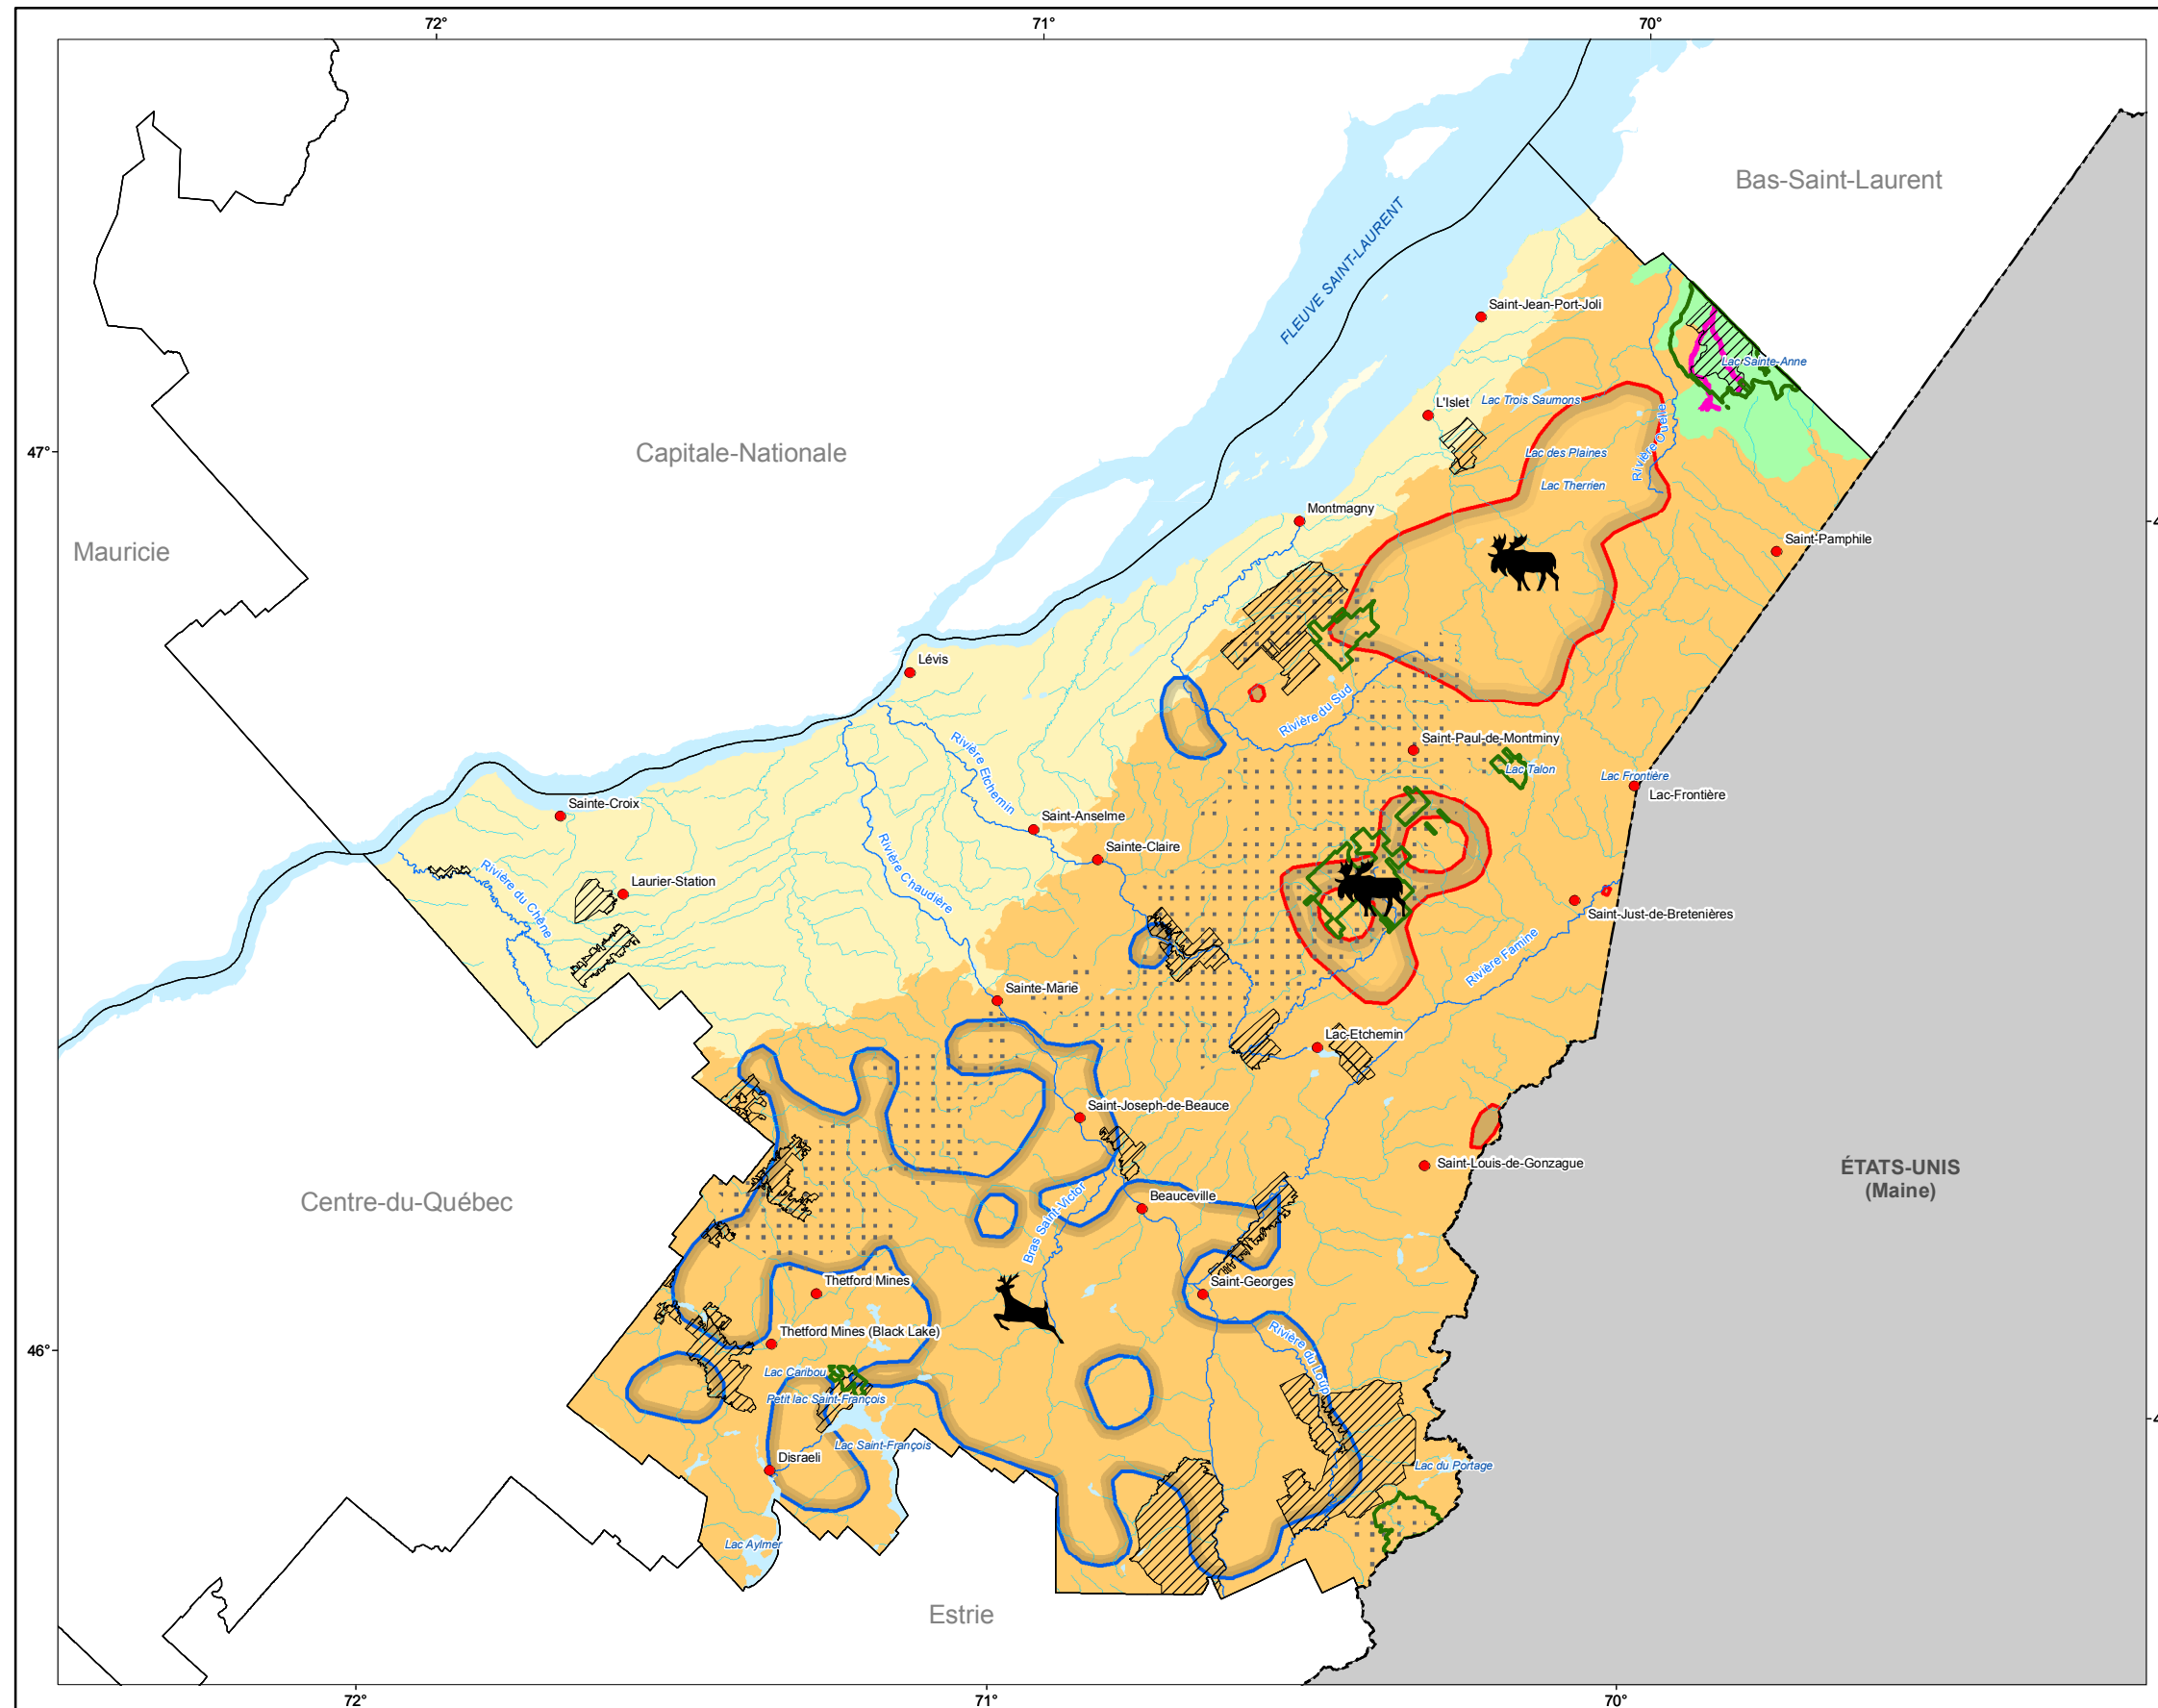 72°
71°
70°
Bas-Saint-Laurent
FLEUVE SAINT-LAURENT
Saint-Jean-Port-Joli
Lac Sainte-Anne
Lac Trois Saumons
L'Islet
Rivière Ouelle
47°
Capitale-Nationale
Lac des Plaines
Lac Therrien
Montmagny
Mauricie
Saint-Pamphile
Lévis
Rivière du Sud
Rivière Etchemin
Saint-Paul-de-Montminy
Lac Talon
Lac Frontière
Lac-Frontière
Sainte-Croix
Saint-Anselme
Sainte-Claire
Rivière Chaudière
Rivière du Chêne
Laurier-Station
Saint-Just-de-Bretenières
Rivière Famine
Sainte-Marie
Lac-Etchemin
Saint-Joseph-de-Beauce
Saint-Louis-de-Gonzague
ÉTATS-UNIS
(Maine)
Centre-du-Québec
Beauceville
Bras Saint-Victor
Thetford Mines
Saint-Georges
Thetford Mines (Black Lake)
Rivière du Loup
46°
Lac Caribou
Petit lac Saint-François
Lac Saint-François
Disraeli
Lac du Portage
Lac Aylmer
Estrie
72°
71°
70°